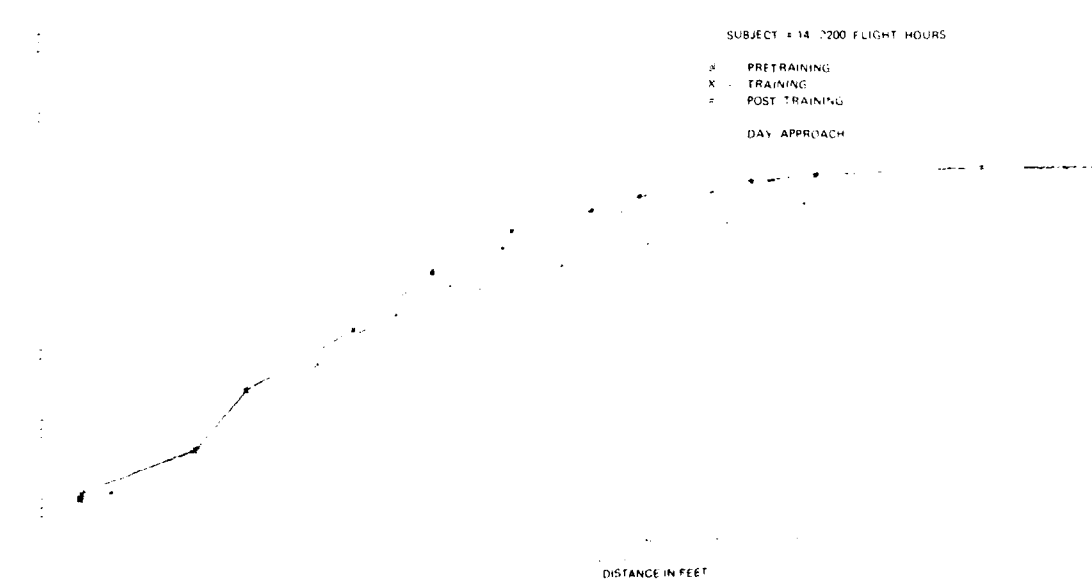 SUBJECT # 14 2200 FLIGHT HOURS
PRETRAINING
X - TRAINING
POST TRAINING
DAY APPROACH
DISTANCE IN FEET